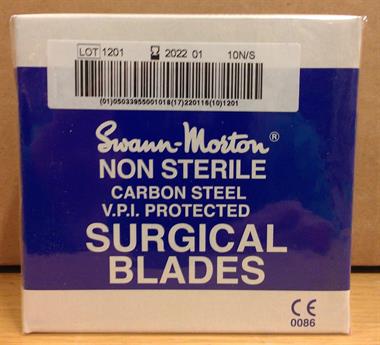 LOT 1201 2022 01 10N/S
(01)05033955001018(17)220116(10)1201
Swann-Morton®
NON STERILE
CARBON STEEL
V.P.I. PROTECTED
SURGICAL
BLADES
CE
0086